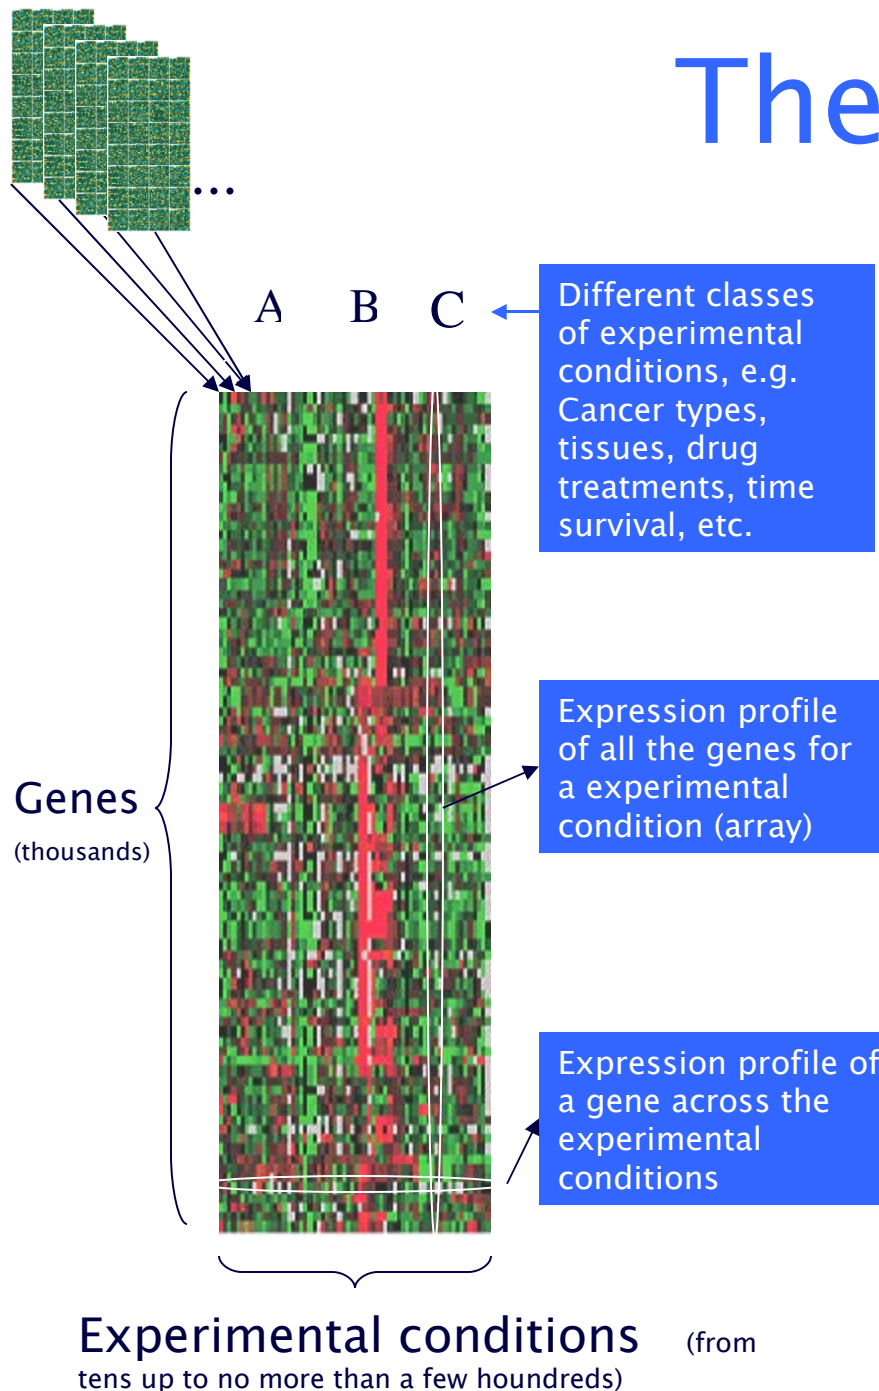 The
...
A B C
Different classes
of experimental
conditions, e.g.
Cancer types,
tissues, drug
treatments, time
survival, etc.
Expression profile
of all the genes for
a experimental
condition (array)
Genes
(thousands)
Expression profile of
a gene across the
experimental
conditions
Experimental conditions (from
tens up to no more than a few houndreds)